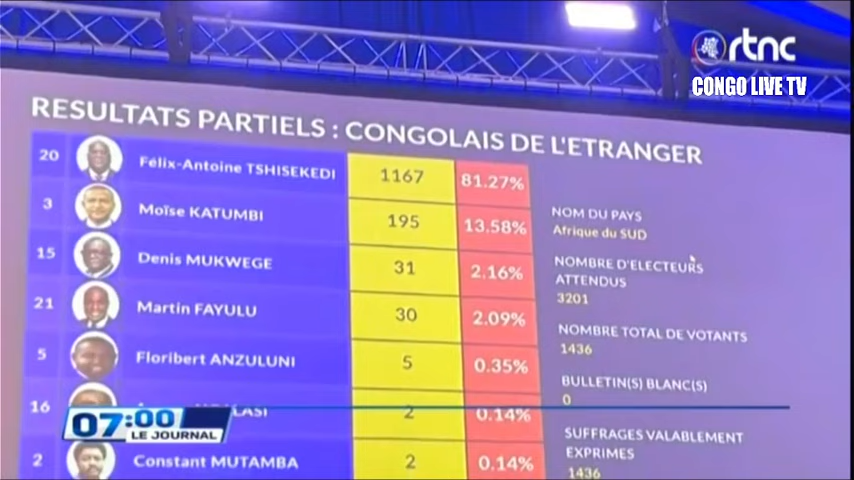 rtnc
CONGO LIVE TV
RESULTATS PARTIELS : CONGOLAIS DE L'ETRANGER
20 Félix-Antoine TSHISEKEDI 1167 81.27%
3 Moïse KATUMBI 195 13.58%
15 Denis MUKWEGE 31 2.16%
21 Martin FAYULU 30 2.09%
5 Floribert ANZULUNI 5 0.35%
16 2 0.14%
2 Constant MUTAMBA 2 0.14%
NOM DU PAYS
Afrique du SUD
NOMBRE D'ELECTEURS
ATTENDUS
3201
NOMBRE TOTAL DE VOTANTS
1436
BULLETIN(S) BLANC(S)
0
SUFFRAGES VALABLEMENT
EXPRIMES
1436
07:00
LE JOURNAL